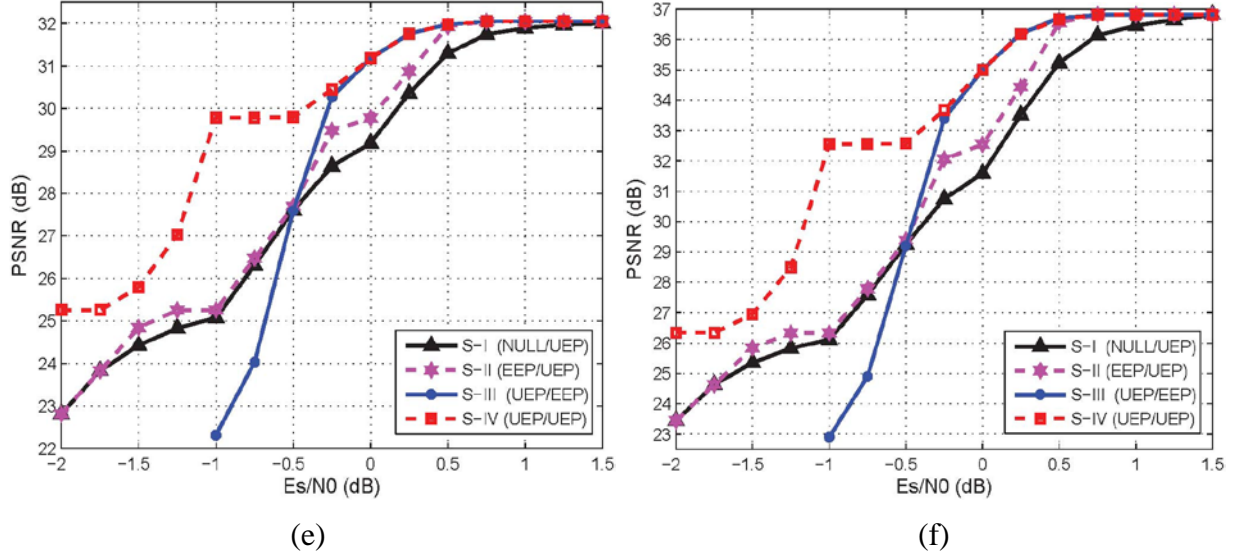 32
31
30
29
28
27
26
25
24
23
22
PSNR (dB)
−2 −1.5 −1 −0.5 0 0.5 1 1.5
Es/N0 (dB)
S−I (NULL/UEP)
S−II (EEP/UEP)
S−III (UEP/EEP)
S−IV (UEP/UEP)
(e)
37
36
35
34
33
32
31
30
29
28
27
26
25
24
23
PSNR (dB)
−2 −1.5 −1 −0.5 0 0.5 1 1.5
Es/N0 (dB)
S−I (NULL/UEP)
S−II (EEP/UEP)
S−III (UEP/EEP)
S−IV (UEP/UEP)
(f)